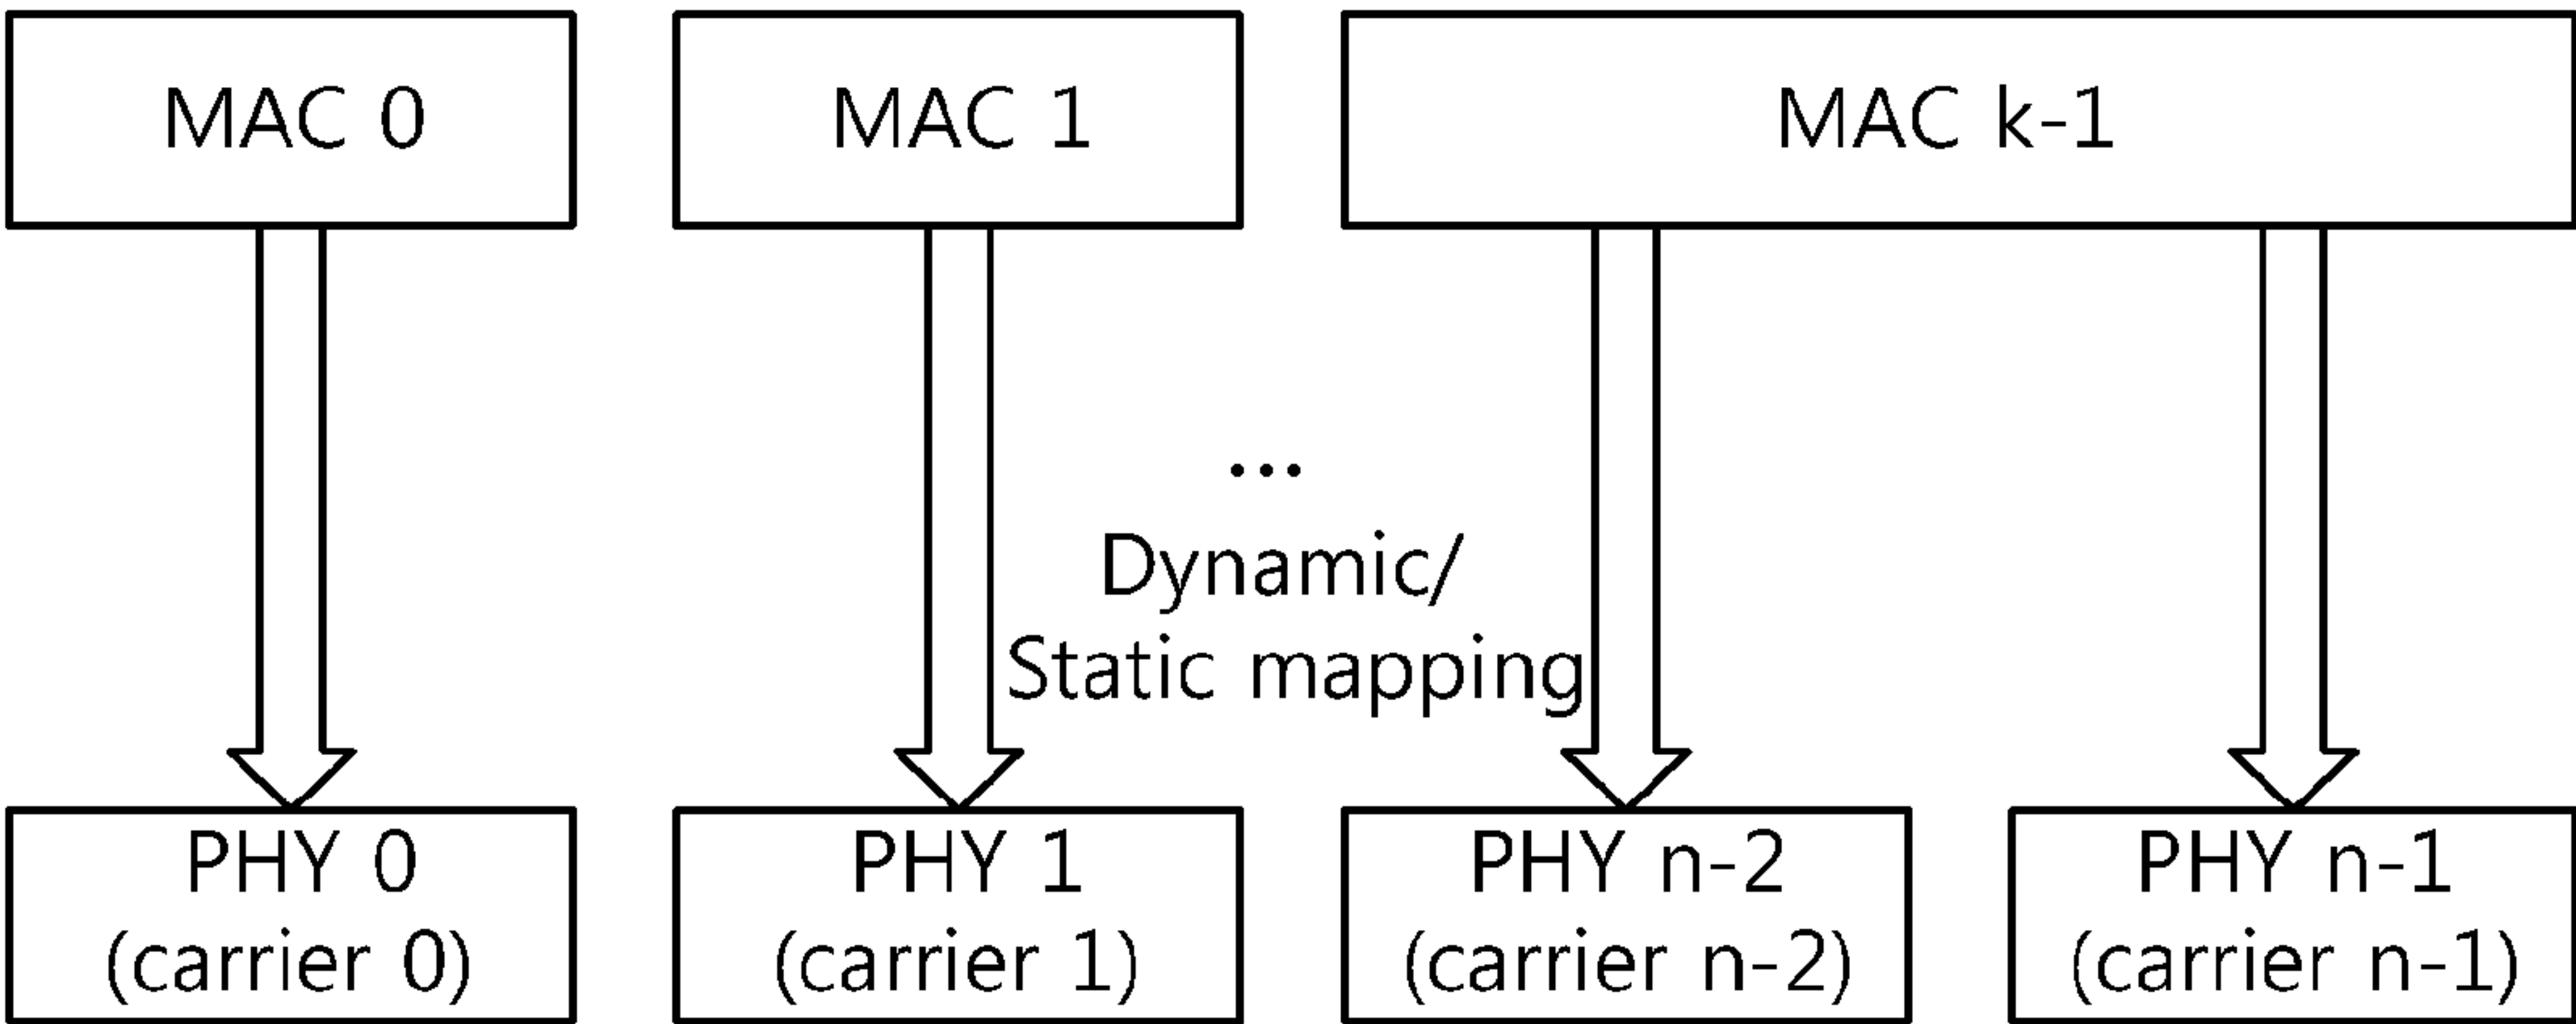 MAC 0
MAC 1
MAC k-1
...
Dynamic/
Static mapping
PHY 0
(carrier 0)
PHY 1
(carrier 1)
PHY n-2
(carrier n-2)
PHY n-1
(carrier n-1)